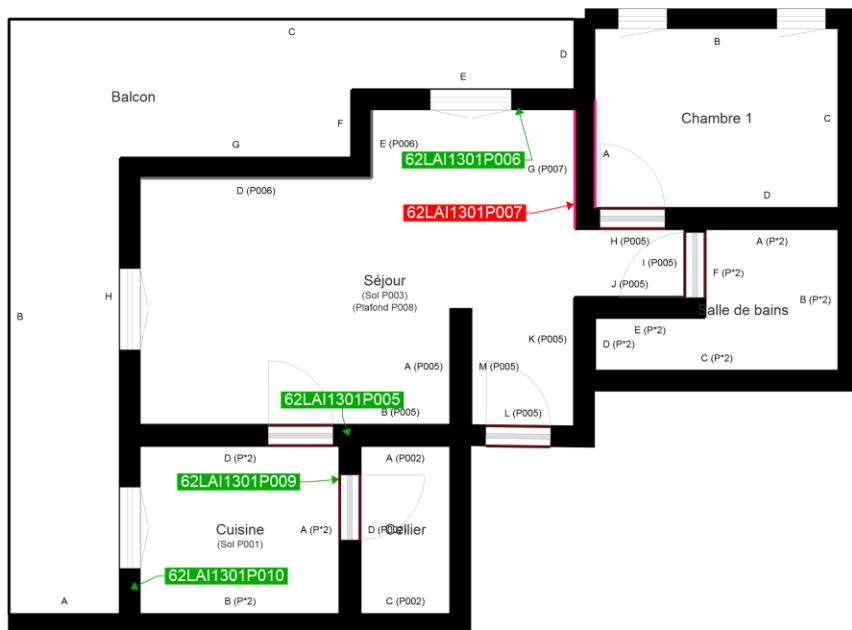 C
D
B
Balcon
E
Chambre 1
C
F
G
E (P006)
62LAI1301P006
A
G (P007)
D (P006)
D
62LAI1301P007
H (P005)
A (P*2)
I (P005)
F (P*2)
Séjour
J (P005)
(Sol P003)
H
B (P*2)
(Plafond P008)
Salle de bains
B
E (P*2)
K (P005)
D (P*2)
C (P*2)
A (P005)
M (P005)
62LAI1301P005
B (P005)
L (P005)
D (P*2)
A (P002)
62LAI1301P009
Cuisine
A (P*2)
Cellier
(Sol P001)
62LAI1301P010
A
B (P*2)
C (P002)